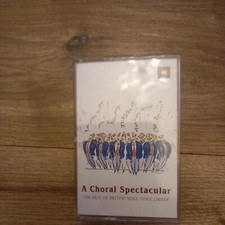 A Choral Spectacular
THE BEST OF BRITISH MALE VOICE CHOIRS